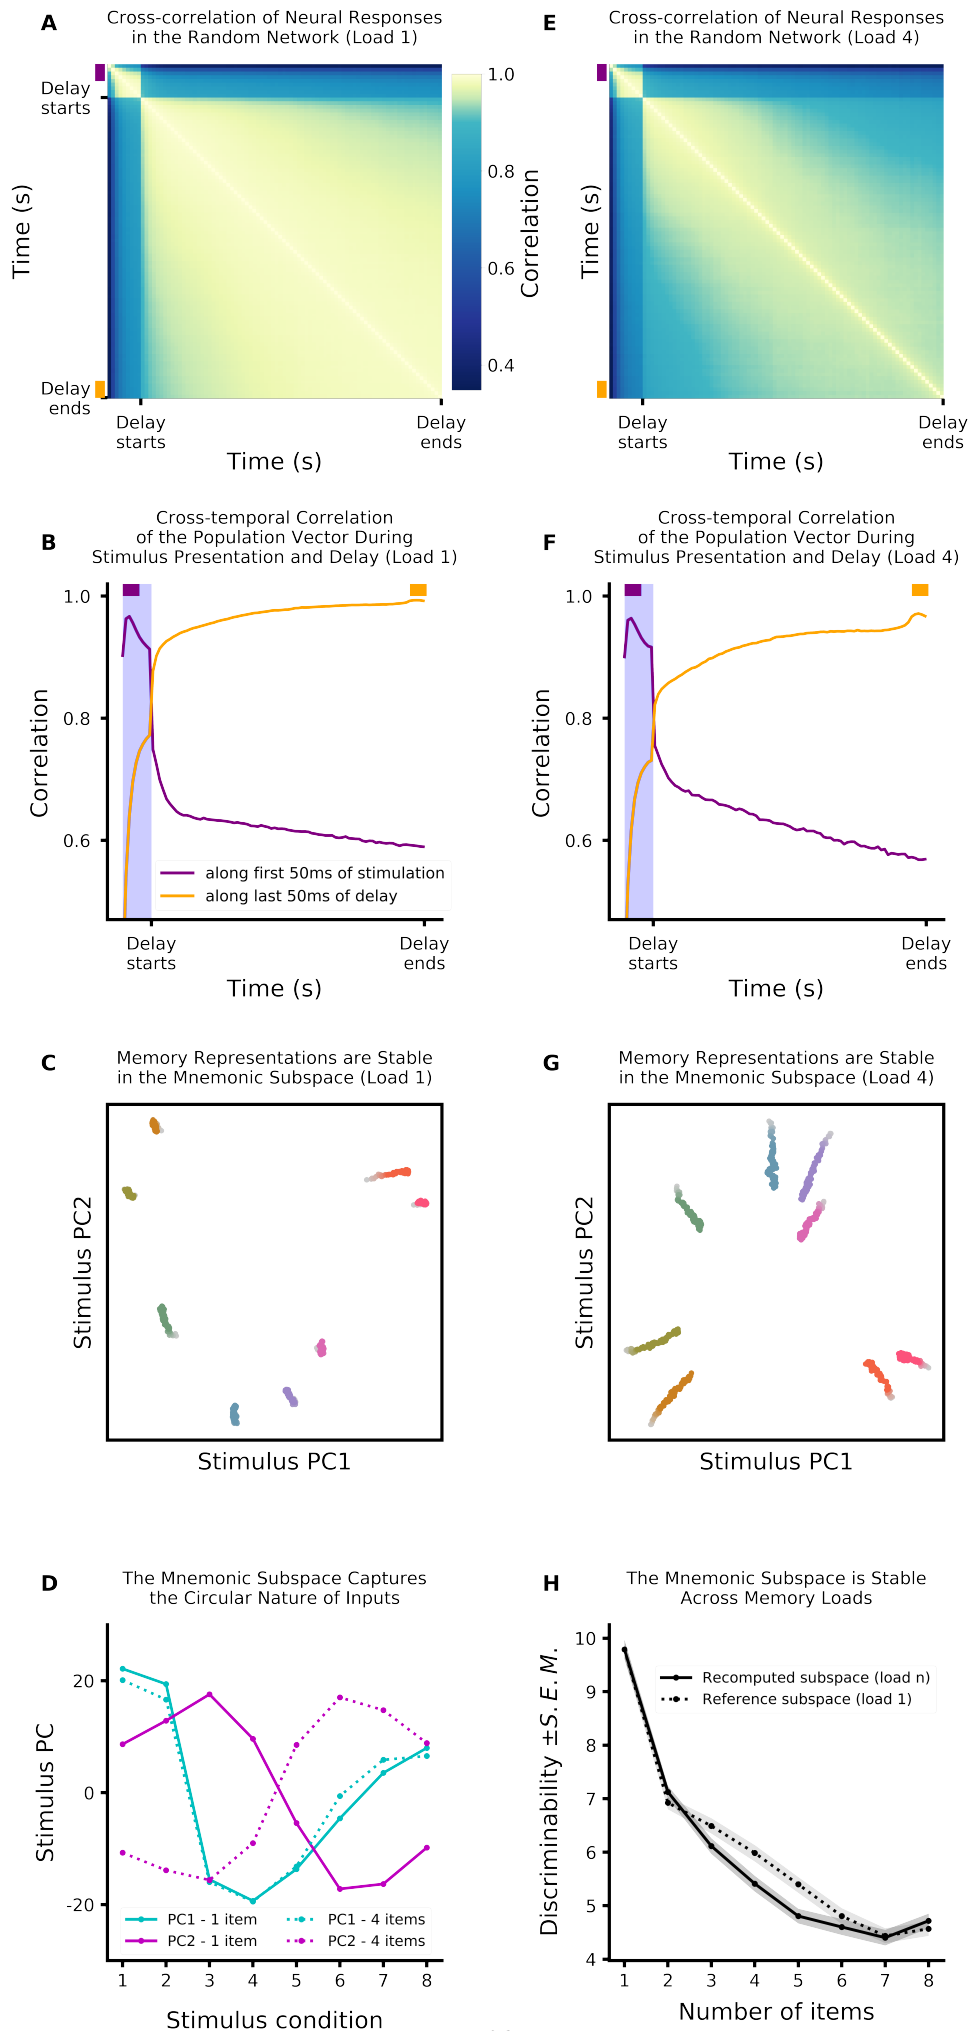 A
Cross-correlation of Neural Responses
in the Random Network (Load 1)
Delay
starts
Time (s)
Delay
ends
Delay
starts
Delay
ends
Time (s)
1.0
0.8
0.6
0.4
Correlation
E
Cross-correlation of Neural Responses
in the Random Network (Load 4)
Time (s)
Delay
starts
Delay
ends
Time (s)
B
Cross-temporal Correlation
of the Population Vector During
Stimulus Presentation and Delay (Load 1)
Correlation
1.0
0.8
0.6
along first 50ms of stimulation
along last 50ms of delay
Delay
starts
Delay
ends
Time (s)
F
Cross-temporal Correlation
of the Population Vector During
Stimulus Presentation and Delay (Load 4)
Correlation
1.0
0.8
0.6
Delay
starts
Delay
ends
Time (s)
C
Memory Representations are Stable
in the Mnemonic Subspace (Load 1)
Stimulus PC2
Stimulus PC1
G
Memory Representations are Stable
in the Mnemonic Subspace (Load 4)
Stimulus PC2
Stimulus PC1
D
The Mnemonic Subspace Captures
the Circular Nature of Inputs
Stimulus PC
20
0
-20
PC1 - 1 item
PC2 - 1 item
PC1 - 4 items
PC2 - 4 items
1 2 3 4 5 6 7 8
Stimulus condition
H
The Mnemonic Subspace is Stable
Across Memory Loads
Discriminability ±S.E.M.
10
9
8
7
6
5
4
Recomputed subspace (load n)
Reference subspace (load 1)
1 2 3 4 5 6 7 8
Number of items